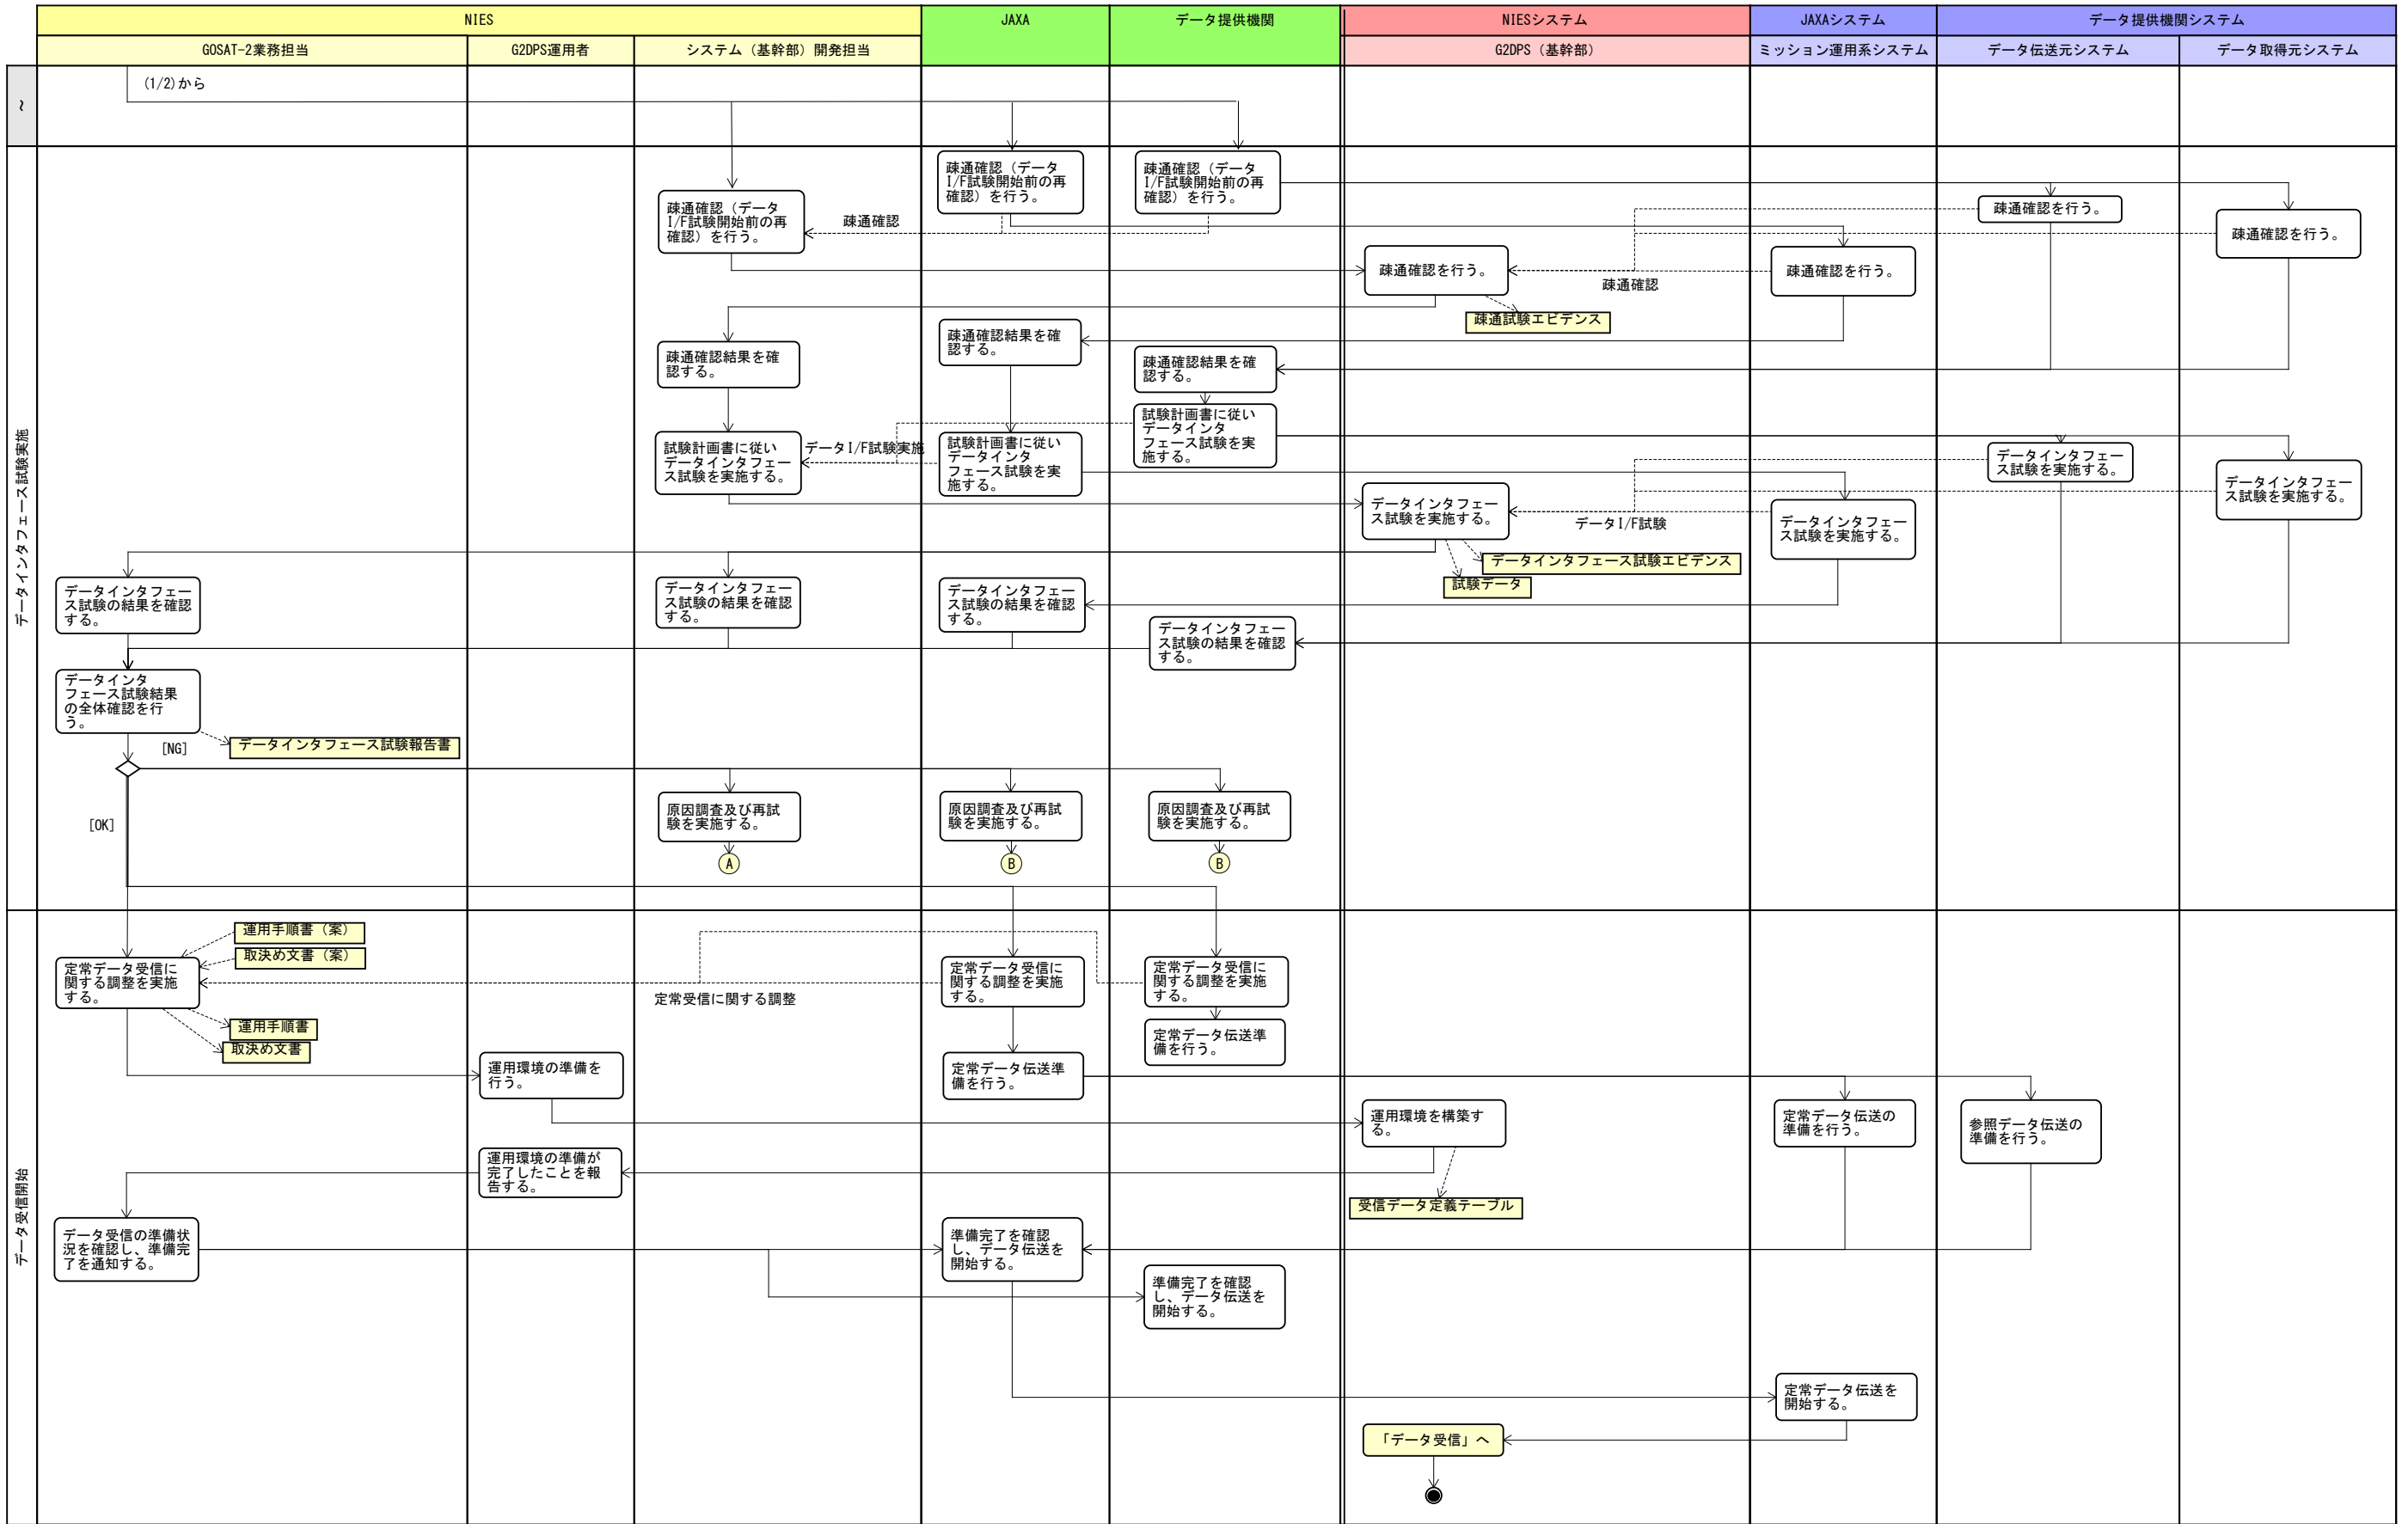 NIES
JAXA
データ提供機関
NIESシステム
JAXAシステム
データ提供機関システム
GOSAT-2業務担当
G2DPS運用者
システム（基幹部）開発担当
G2DPS（基幹部）
ミッション運用系システム
データ伝送元システム
データ取得元システム
～
(1/2)から
データインタフェース試験実施
疎通確認（データ
I/F試験開始前の再
確認）を行う。
疎通確認（データ
I/F試験開始前の再
確認）を行う。
疎通確認（データ
I/F試験開始前の再
確認）を行う。
疎通確認
疎通確認を行う。
疎通確認を行う。
疎通確認を行う。
疎通確認を行う。
疎通確認
疎通試験エビデンス
疎通確認結果を確
認する。
疎通確認結果を確
認する。
疎通確認結果を確
認する。
試験計画書に従い
データインタフェー
ス試験を実施する。
データI/F試験実施
試験計画書に従い
データインタ
フェース試験を実
施する。
試験計画書に従い
データインタ
フェース試験を実
施する。
データインタフェー
ス試験を実施する。
データインタフェー
ス試験を実施する。
データインタフェー
ス試験を実施する。
データインタフェー
ス試験を実施する。
データI/F試験
データインタフェース試験エビデンス
試験データ
データインタフェー
ス試験の結果を確認
する。
データインタフェー
ス試験の結果を確認
する。
データインタフェー
ス試験の結果を確認
する。
データインタフェー
ス試験の結果を確認
する。
データインタ
フェース試験結果
の全体確認を行
う。
[NG]
データインタフェース試験報告書
[OK]
原因調査及び再試
験を実施する。
原因調査及び再試
験を実施する。
原因調査及び再試
験を実施する。
A
B
B
データ受信開始
運用手順書（案）
取決め文書（案）
定常データ受信に
関する調整を実施
する。
定常受信に関する調整
定常データ受信に
関する調整を実施
する。
定常データ受信に
関する調整を実施
する。
運用手順書
取決め文書
定常データ伝送準
備を行う。
運用環境の準備を
行う。
定常データ伝送準
備を行う。
運用環境を構築す
る。
定常データ伝送の
準備を行う。
参照データ伝送の
準備を行う。
運用環境の準備が
完了したことを報
告する。
受信データ定義テーブル
データ受信の準備状
況を確認し、準備完
了を通知する。
準備完了を確認
し、データ伝送を
開始する。
準備完了を確認
し、データ伝送を
開始する。
定常データ伝送を
開始する。
「データ受信」へ